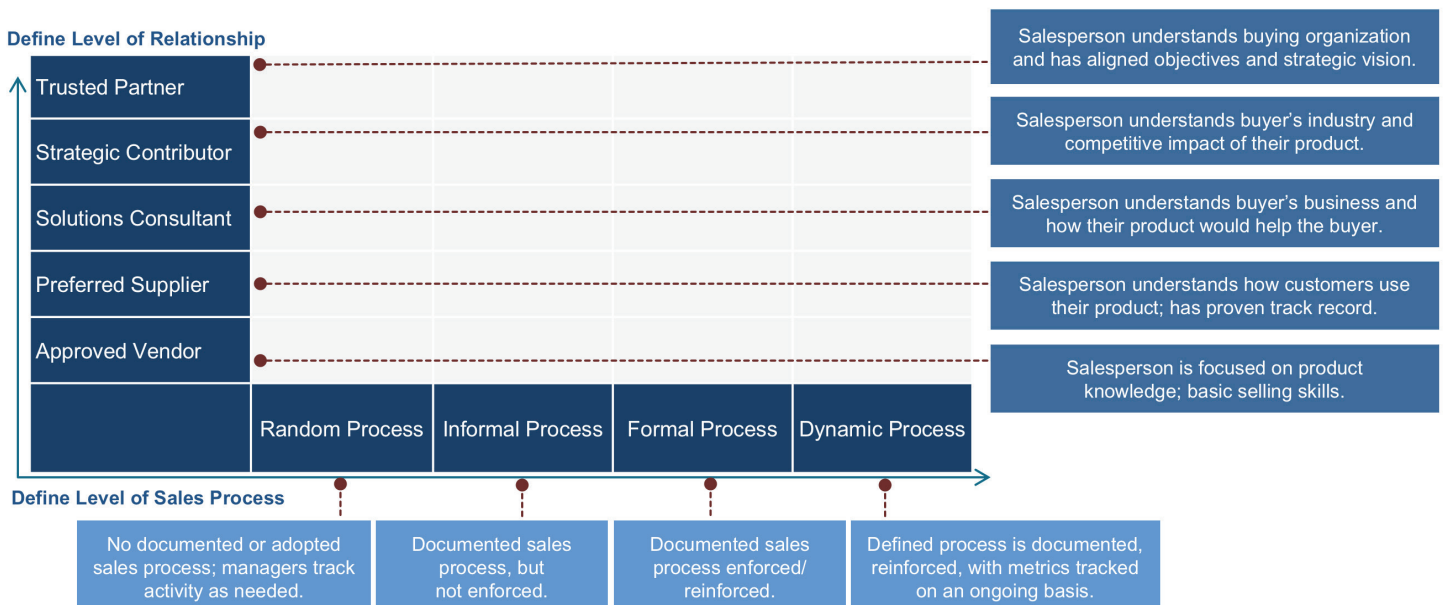 Define Level of Relationship
Trusted Partner
Strategic Contributor
Solutions Consultant
Preferred Supplier
Approved Vendor
Salesperson understands buying organization
and has aligned objectives and strategic vision.
Salesperson understands buyer’s industry and
competitive impact of their product.
Salesperson understands buyer’s business and
how their product would help the buyer.
Salesperson understands how customers use
their product; has proven track record.
Salesperson is focused on product
knowledge; basic selling skills.
Random Process
Informal Process
Formal Process
Dynamic Process
Define Level of Sales Process
No documented or adopted
sales process; managers track
activity as needed.
Documented sales
process, but
not enforced.
Documented sales
process enforced/
reinforced.
Defined process is documented,
reinforced, with metrics tracked
on an ongoing basis.